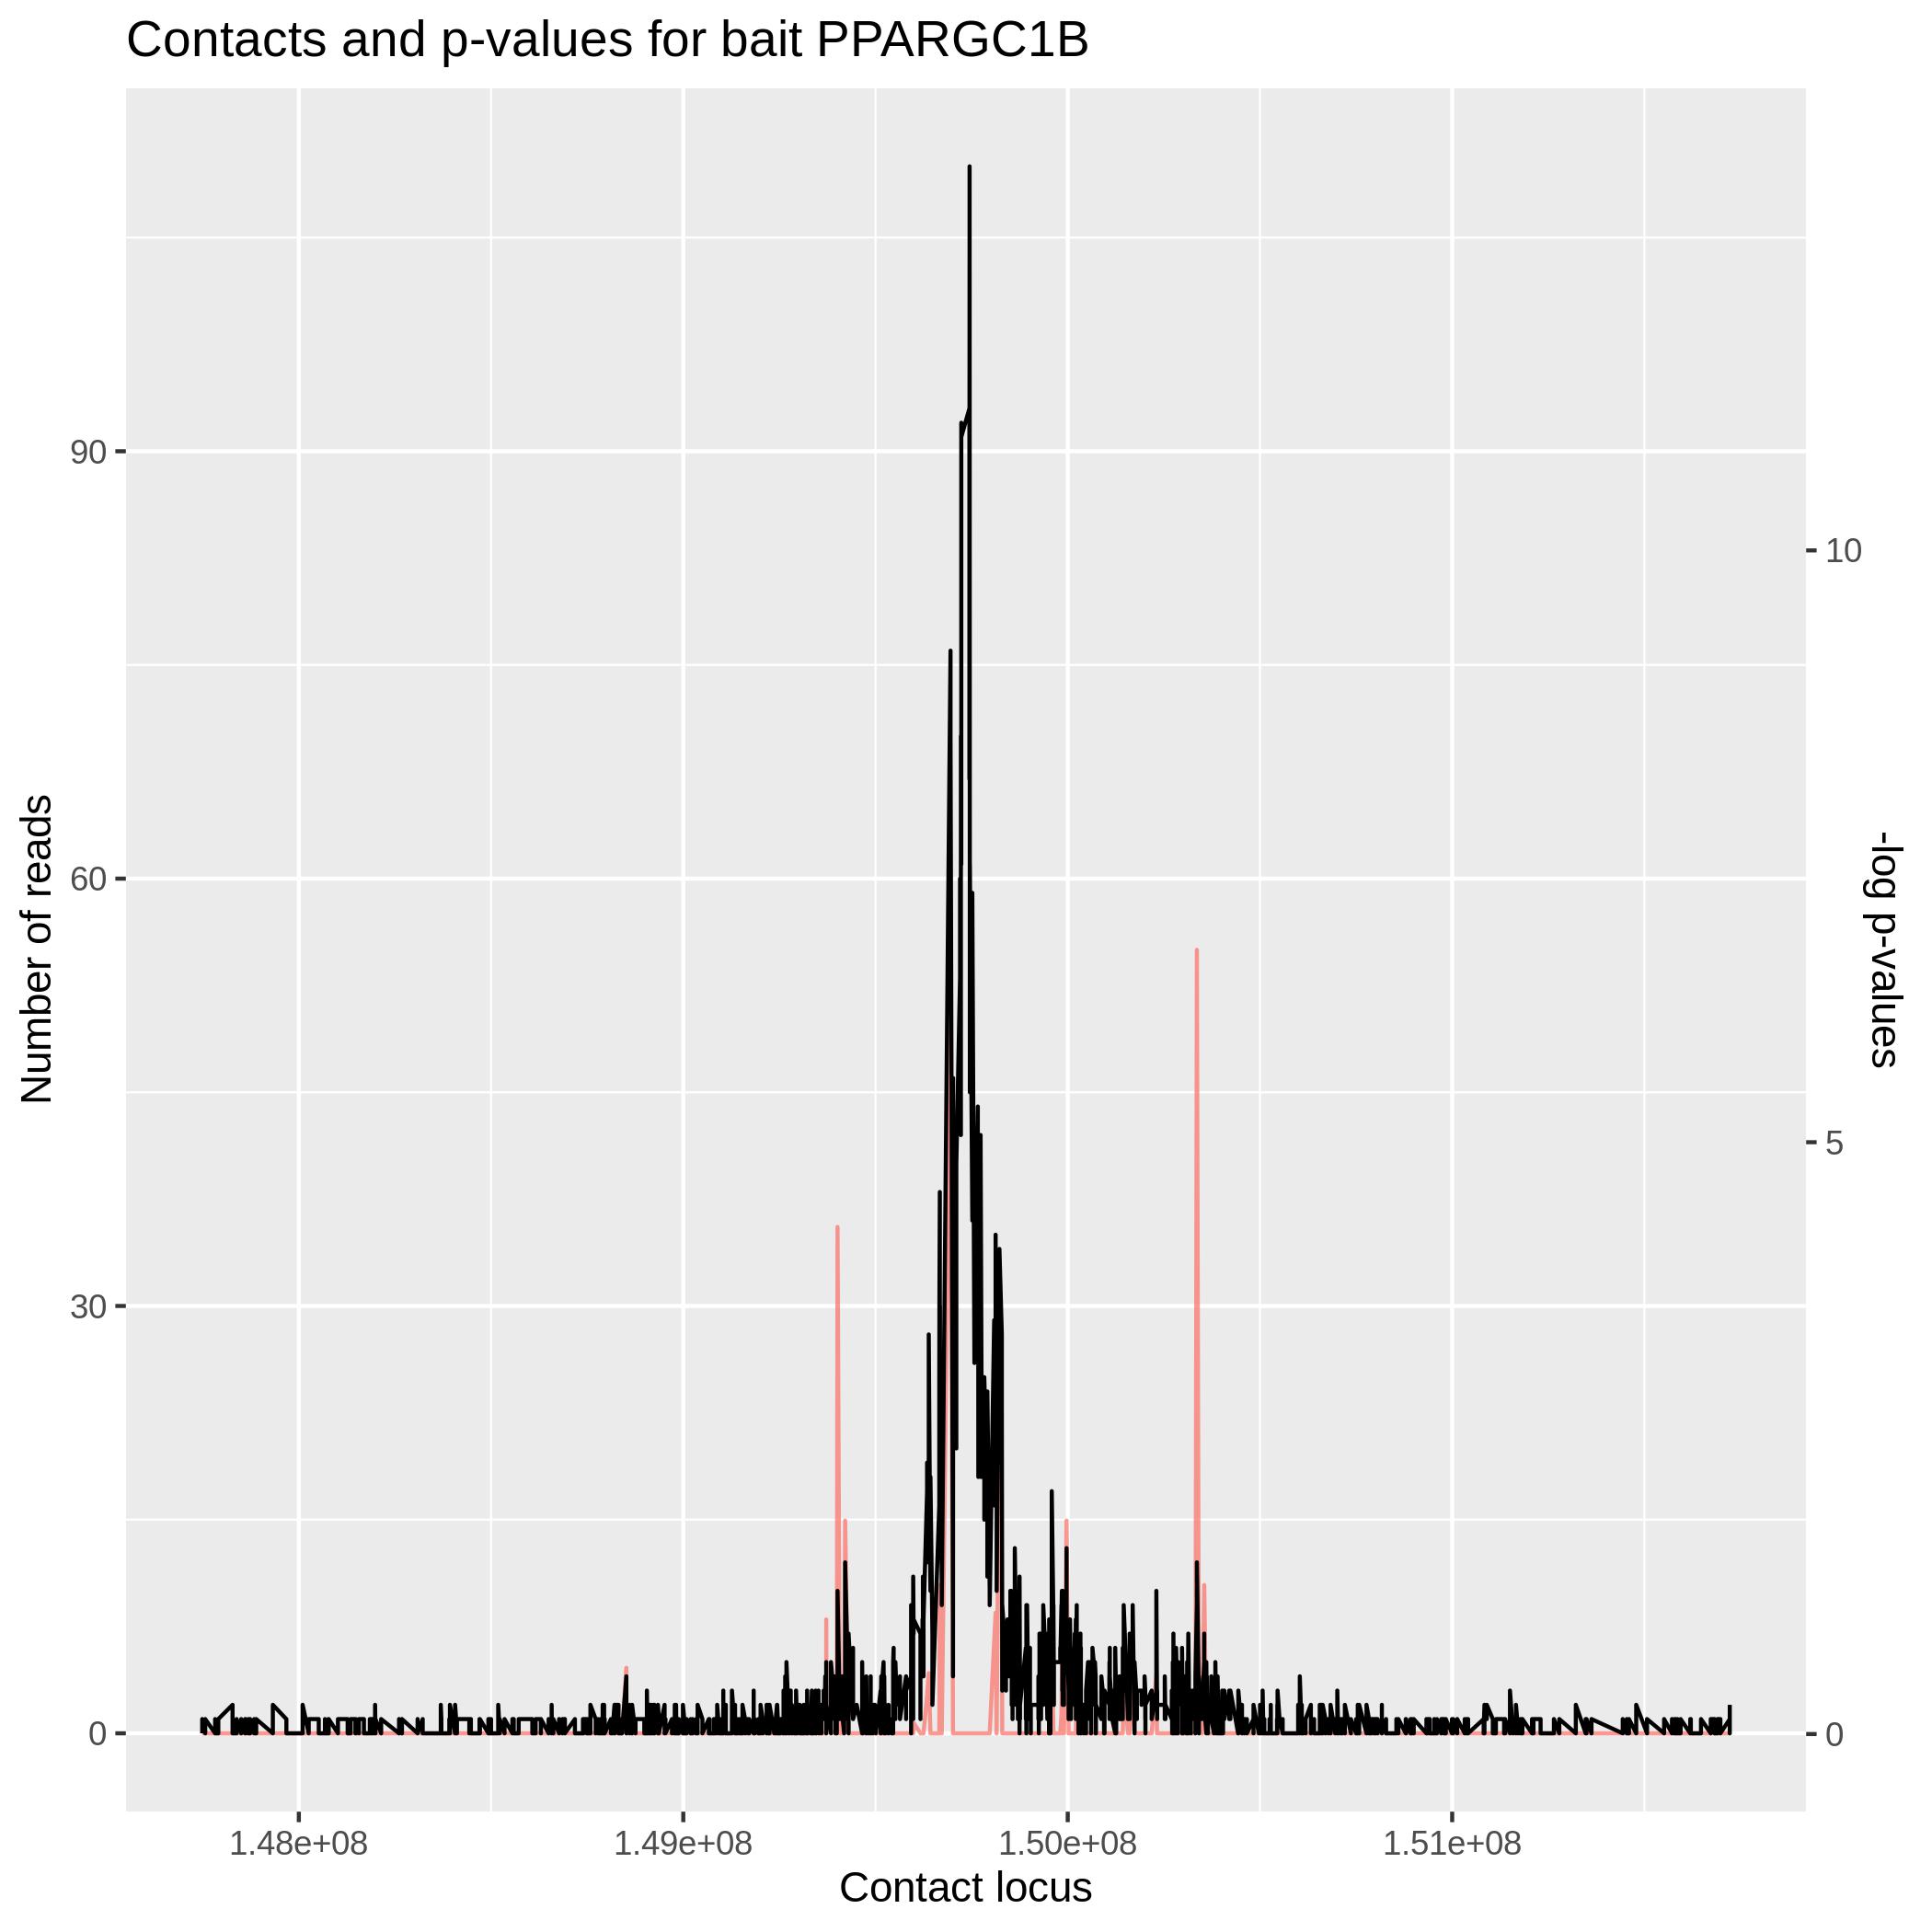 Contacts and p-values for bait PPARGC1B
90
60
30
0
10
5
0
Number of reads
-log p-values
1.48e+08 1.49e+08 1.50e+08 1.51e+08
Contact locus